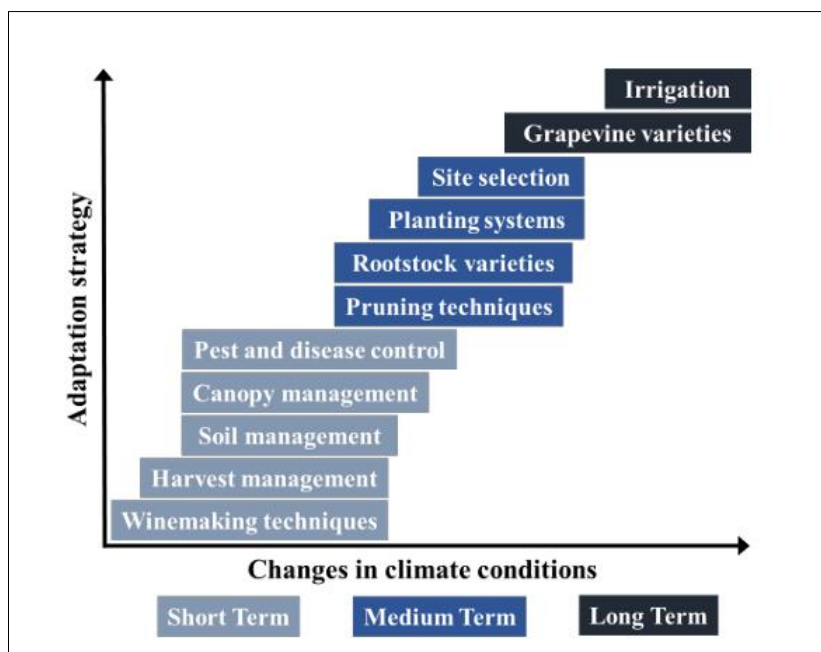 Irrigation
Grapevine varieties
Site selection
Planting systems
Rootstock varieties
Pruning techniques
Pest and disease control
Canopy management
Soil management
Harvest management
Winemaking techniques
Adaptation strategy
Changes in climate conditions
Short Term
Medium Term
Long Term